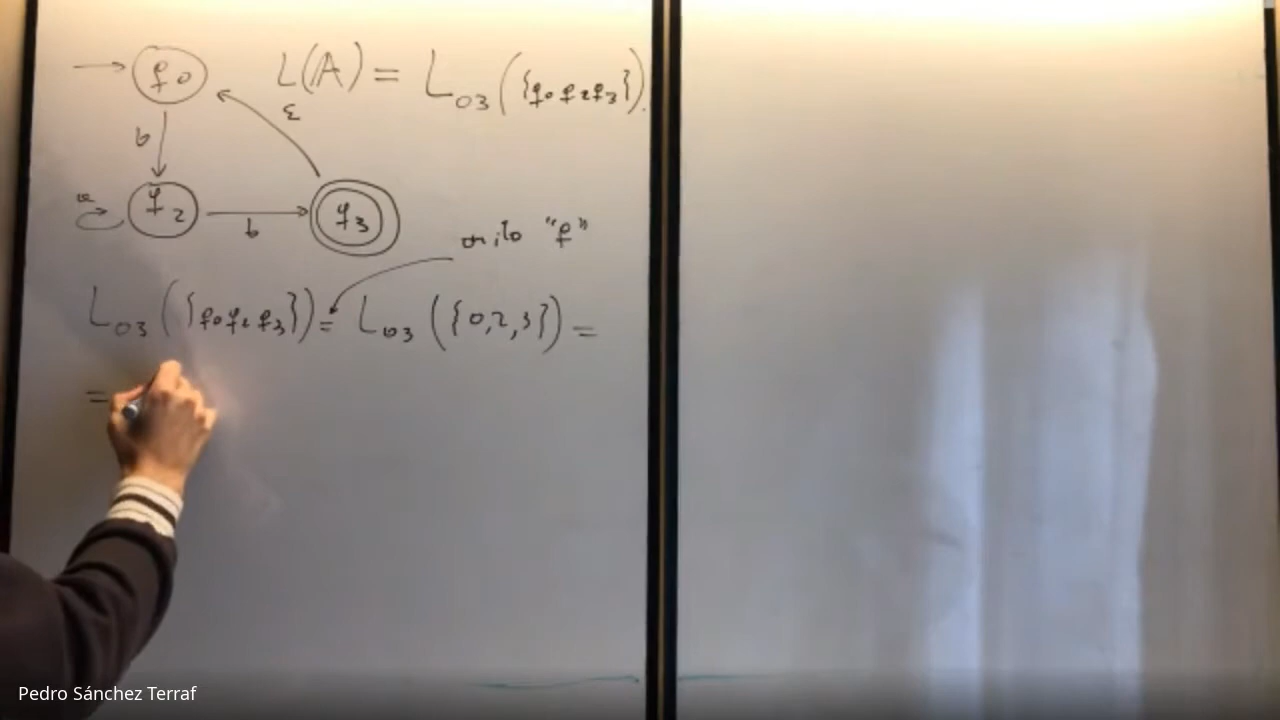 q0 L(A) = L03({q0 q2 q3}).
ε
b
a q2 b q3
omito "q"
L03({q0 q2 q3}) = L03({0,2,3}) =
=
Pedro Sánchez Terraf